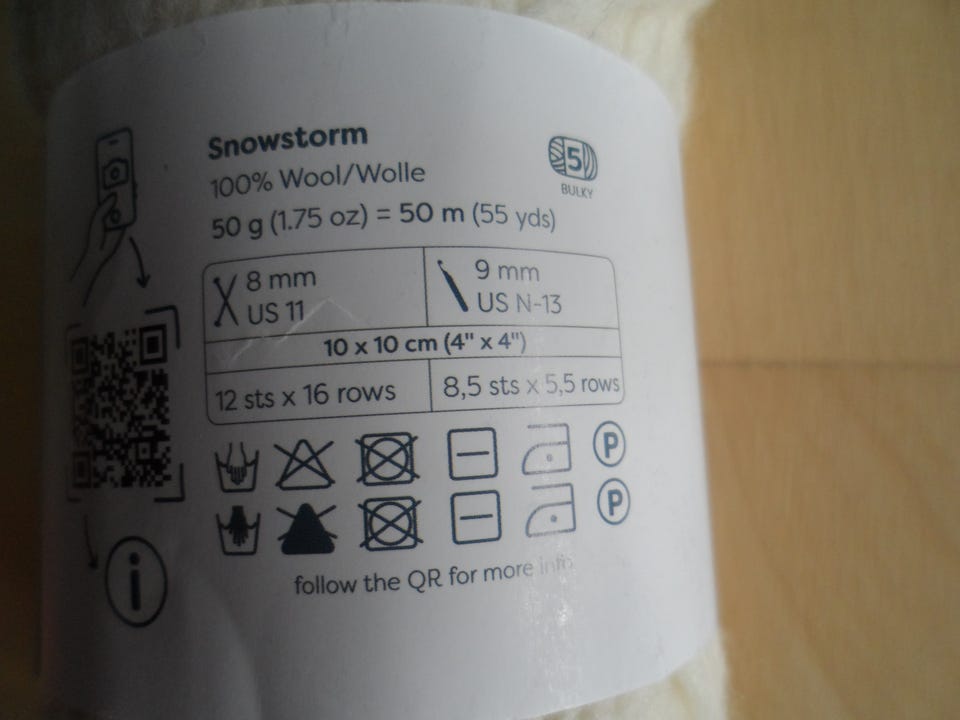 Snowstorm
100% Wool/Wolle
50 g (1.75 oz) = 50 m (55 yds)
5
BULKY
8 mm
US 11
9 mm
US N-13
10 x 10 cm (4" x 4")
12 sts x 16 rows
8,5 sts x 5,5 rows
P
P
i
follow the QR for more info